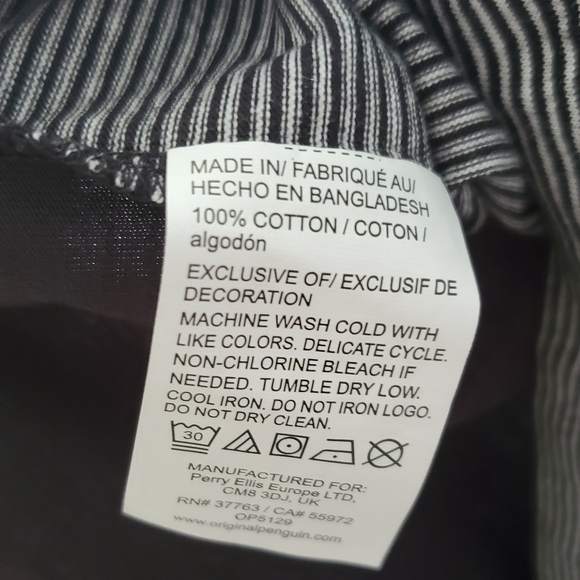 MADE IN/ FABRIQUÉ AU/
HECHO EN BANGLADESH
100% COTTON / COTON /
algodón
EXCLUSIVE OF/ EXCLUSIF DE
DECORATION
MACHINE WASH COLD WITH
LIKE COLORS. DELICATE CYCLE.
NON-CHLORINE BLEACH IF
NEEDED. TUMBLE DRY LOW.
COOL IRON. DO NOT IRON LOGO.
DO NOT DRY CLEAN.
30
MANUFACTURED FOR:
Perry Ellis Europe LTD,
CM8 3DJ, UK
RN# 37763 / CA# 55972
OP5129
www.originalpenguin.com